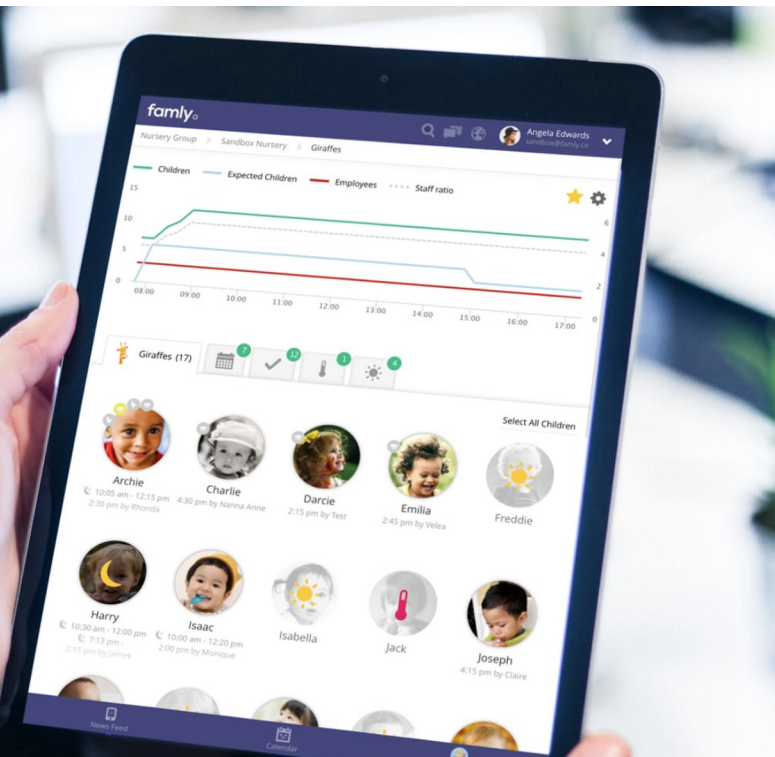 famly
Angela Edwards
sandbox@famly.co
Nursery Group Sandbox Nursery Giraffes
Children Expected Children Employees Staff ratio
15
10
5
0
6
4
2
0
08:00 09:00 10:00 11:00 12:00 13:00 14:00 15:00 16:00 17:00
Giraffes (17) 7 12 1 4
Select All Children
Archie
10:05 am - 12:15 pm
2:30 pm by Rhonda
Charlie
4:30 pm by Nanna Anne
Darcie
2:15 pm by Test
Emilia
2:45 pm by Velea
Freddie
Harry
10:30 am - 12:00 pm
7:13 pm -
2:15 pm by James
Isaac
10:00 am - 12:20 pm
2:00 pm by Monique
Isabella
Jack
Joseph
4:15 pm by Claire
News Feed
Calendar